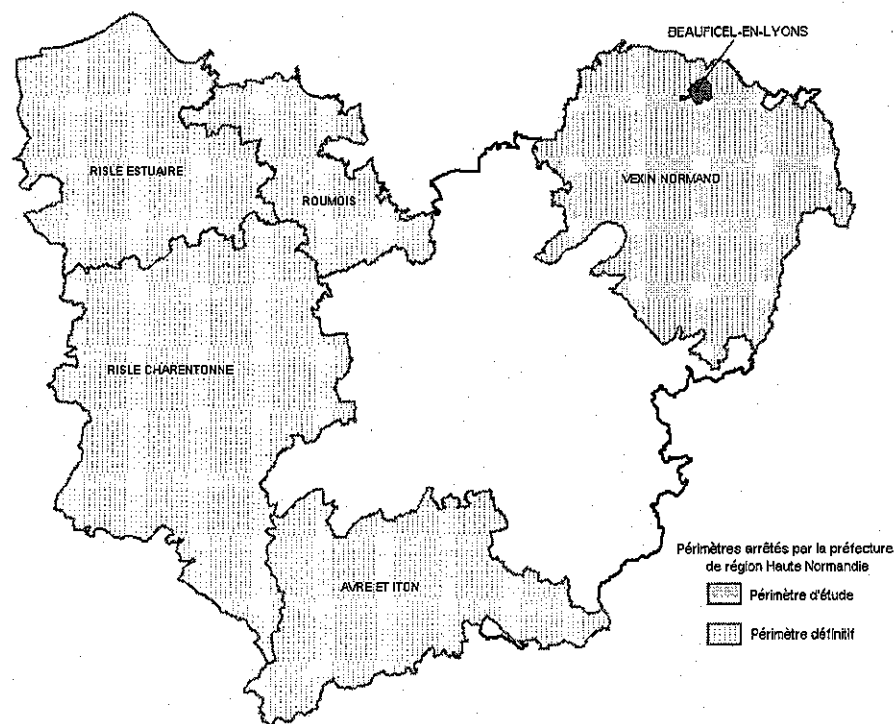 BEAUFICEL-EN-LYONS
RISLE ESTUAIRE
ROUMOIS
VEXIN NORMAND
RISLE CHARENTONNE
AVRE ET ITON
Périmètres arrêtés par la préfecture
de région Haute Normandie
Périmètre d'étude
Périmètre définitif